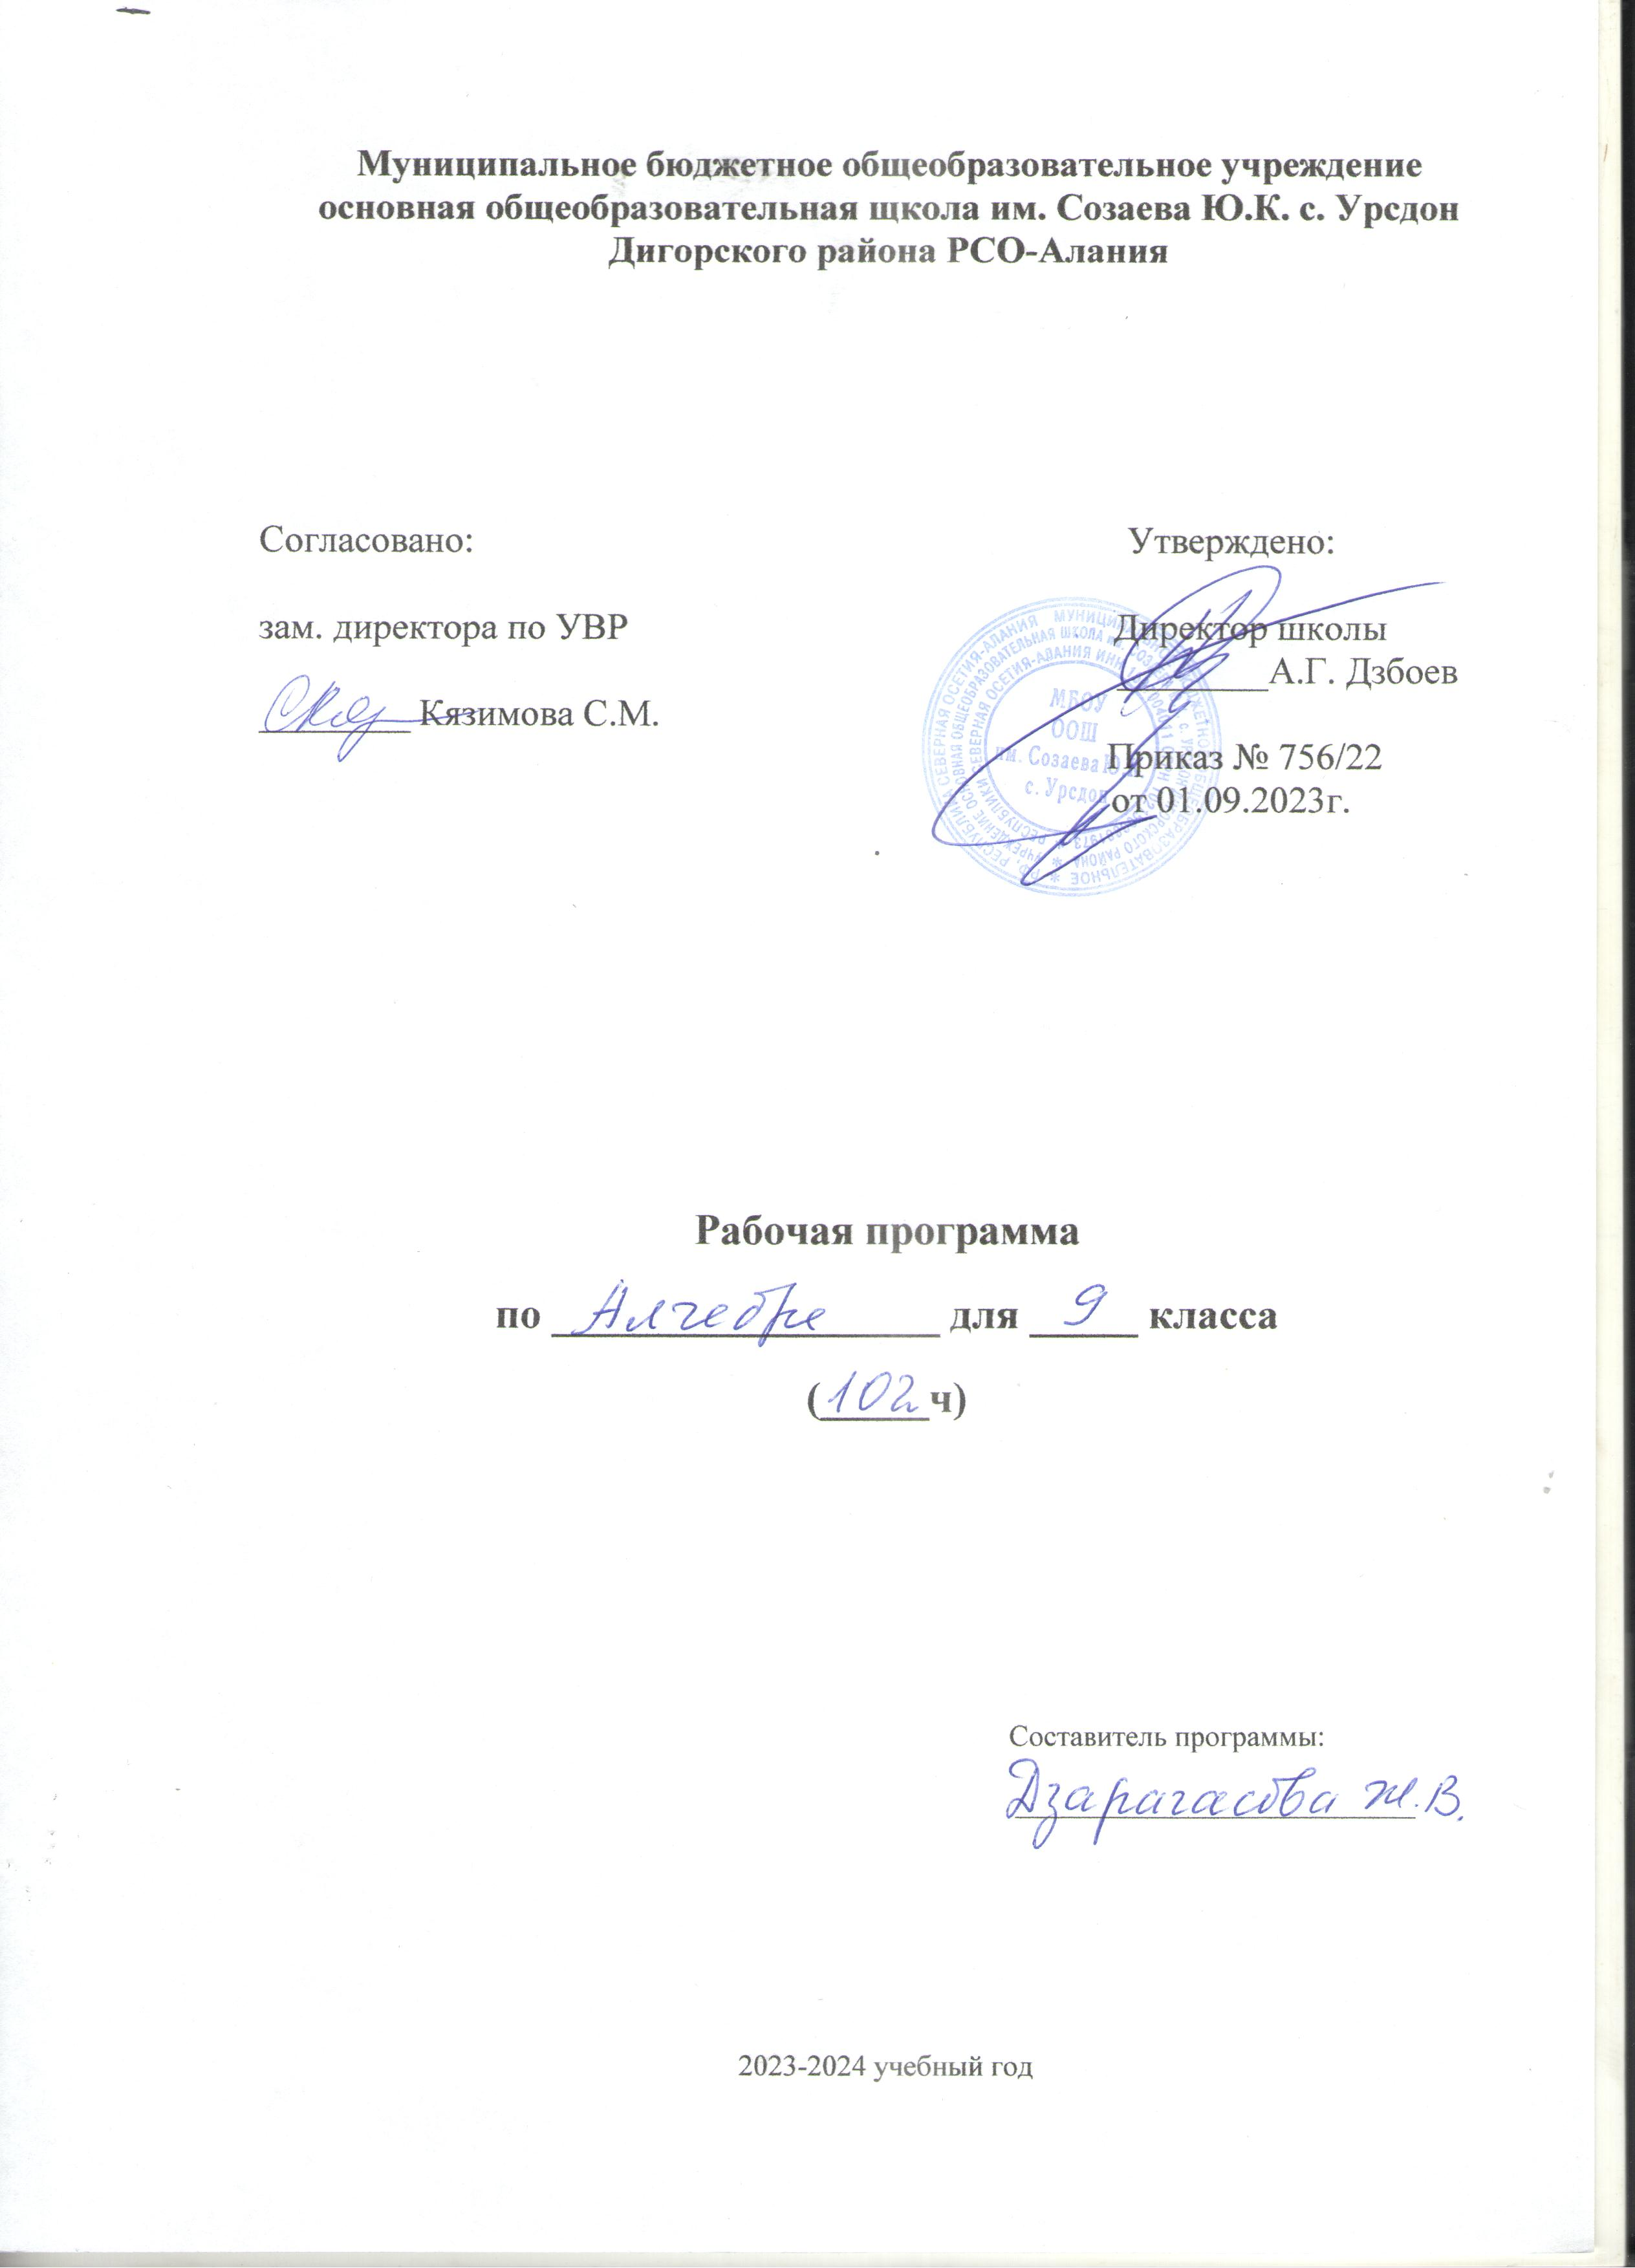 Муниципальное бюджетное общеобразовательное учреждение
основная общеобразовательная щкола им. Созаева Ю.К. с. Урсдон
Дигорского района РСО-Алания
Согласовано:
зам. директора по УВР
Кязимова С.М.
Утверждено:
Директор школы
А.Г. Дзбоев
Приказ № 756/22
от 01.09.2023г.
МБОУ
ООШ
им. Созаева Ю.К.
с. Урсдон
Рабочая программа
по Алгебре для 9 класса
(102 ч)
Составитель программы:
Дзарагасова Ж.В.
2023-2024 учебный год